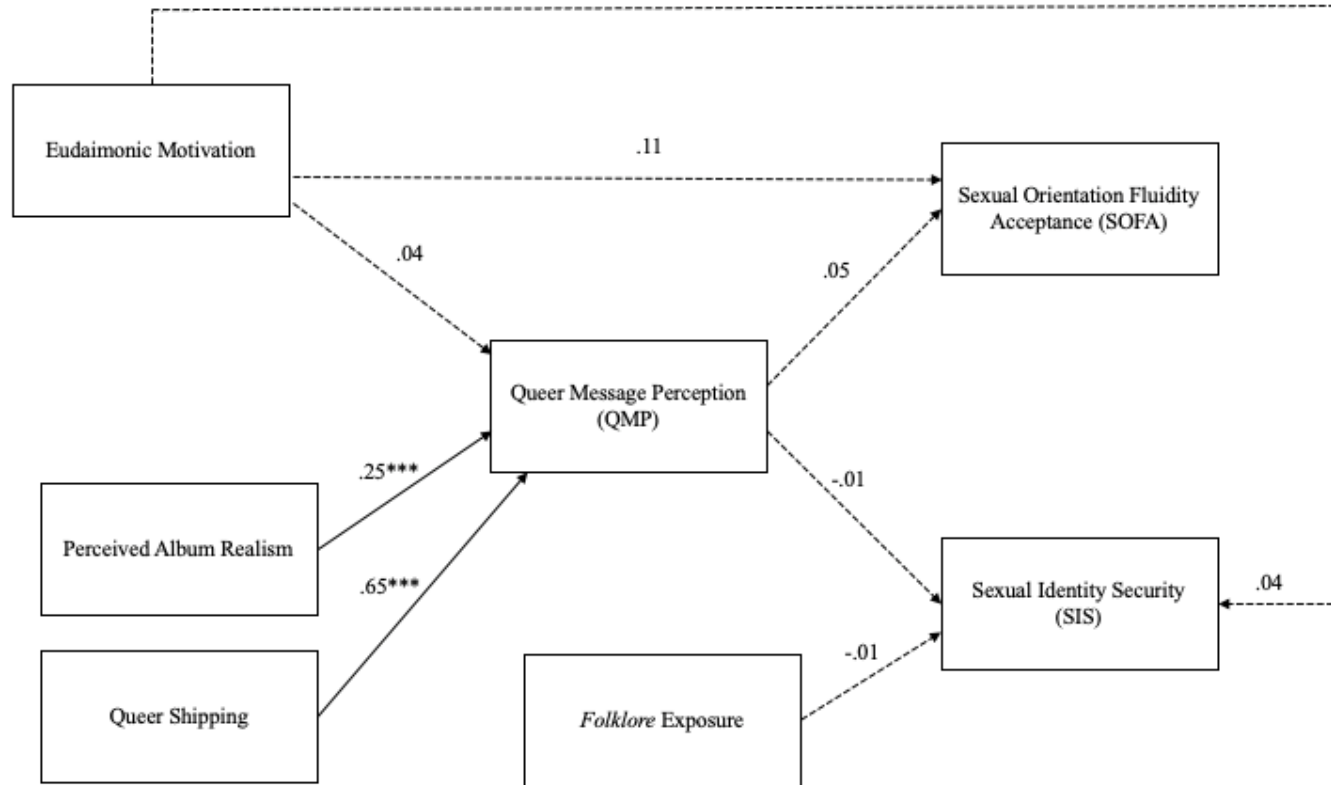 Eudaimonic Motivation
.11
Sexual Orientation Fluidity
Acceptance (SOFA)
.04
.05
Queer Message Perception
(QMP)
.25***
-.01
Perceived Album Realism
.65***
Sexual Identity Security
(SIS)
.04
-.01
Queer Shipping
Folklore Exposure